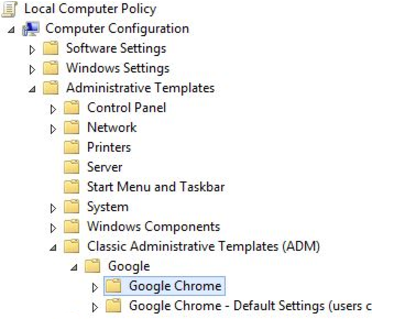 Local Computer Policy
Computer Configuration
Software Settings
Windows Settings
Administrative Templates
Control Panel
Network
Printers
Server
Start Menu and Taskbar
System
Windows Components
Classic Administrative Templates (ADM)
Google
Google Chrome
Google Chrome - Default Settings (users c